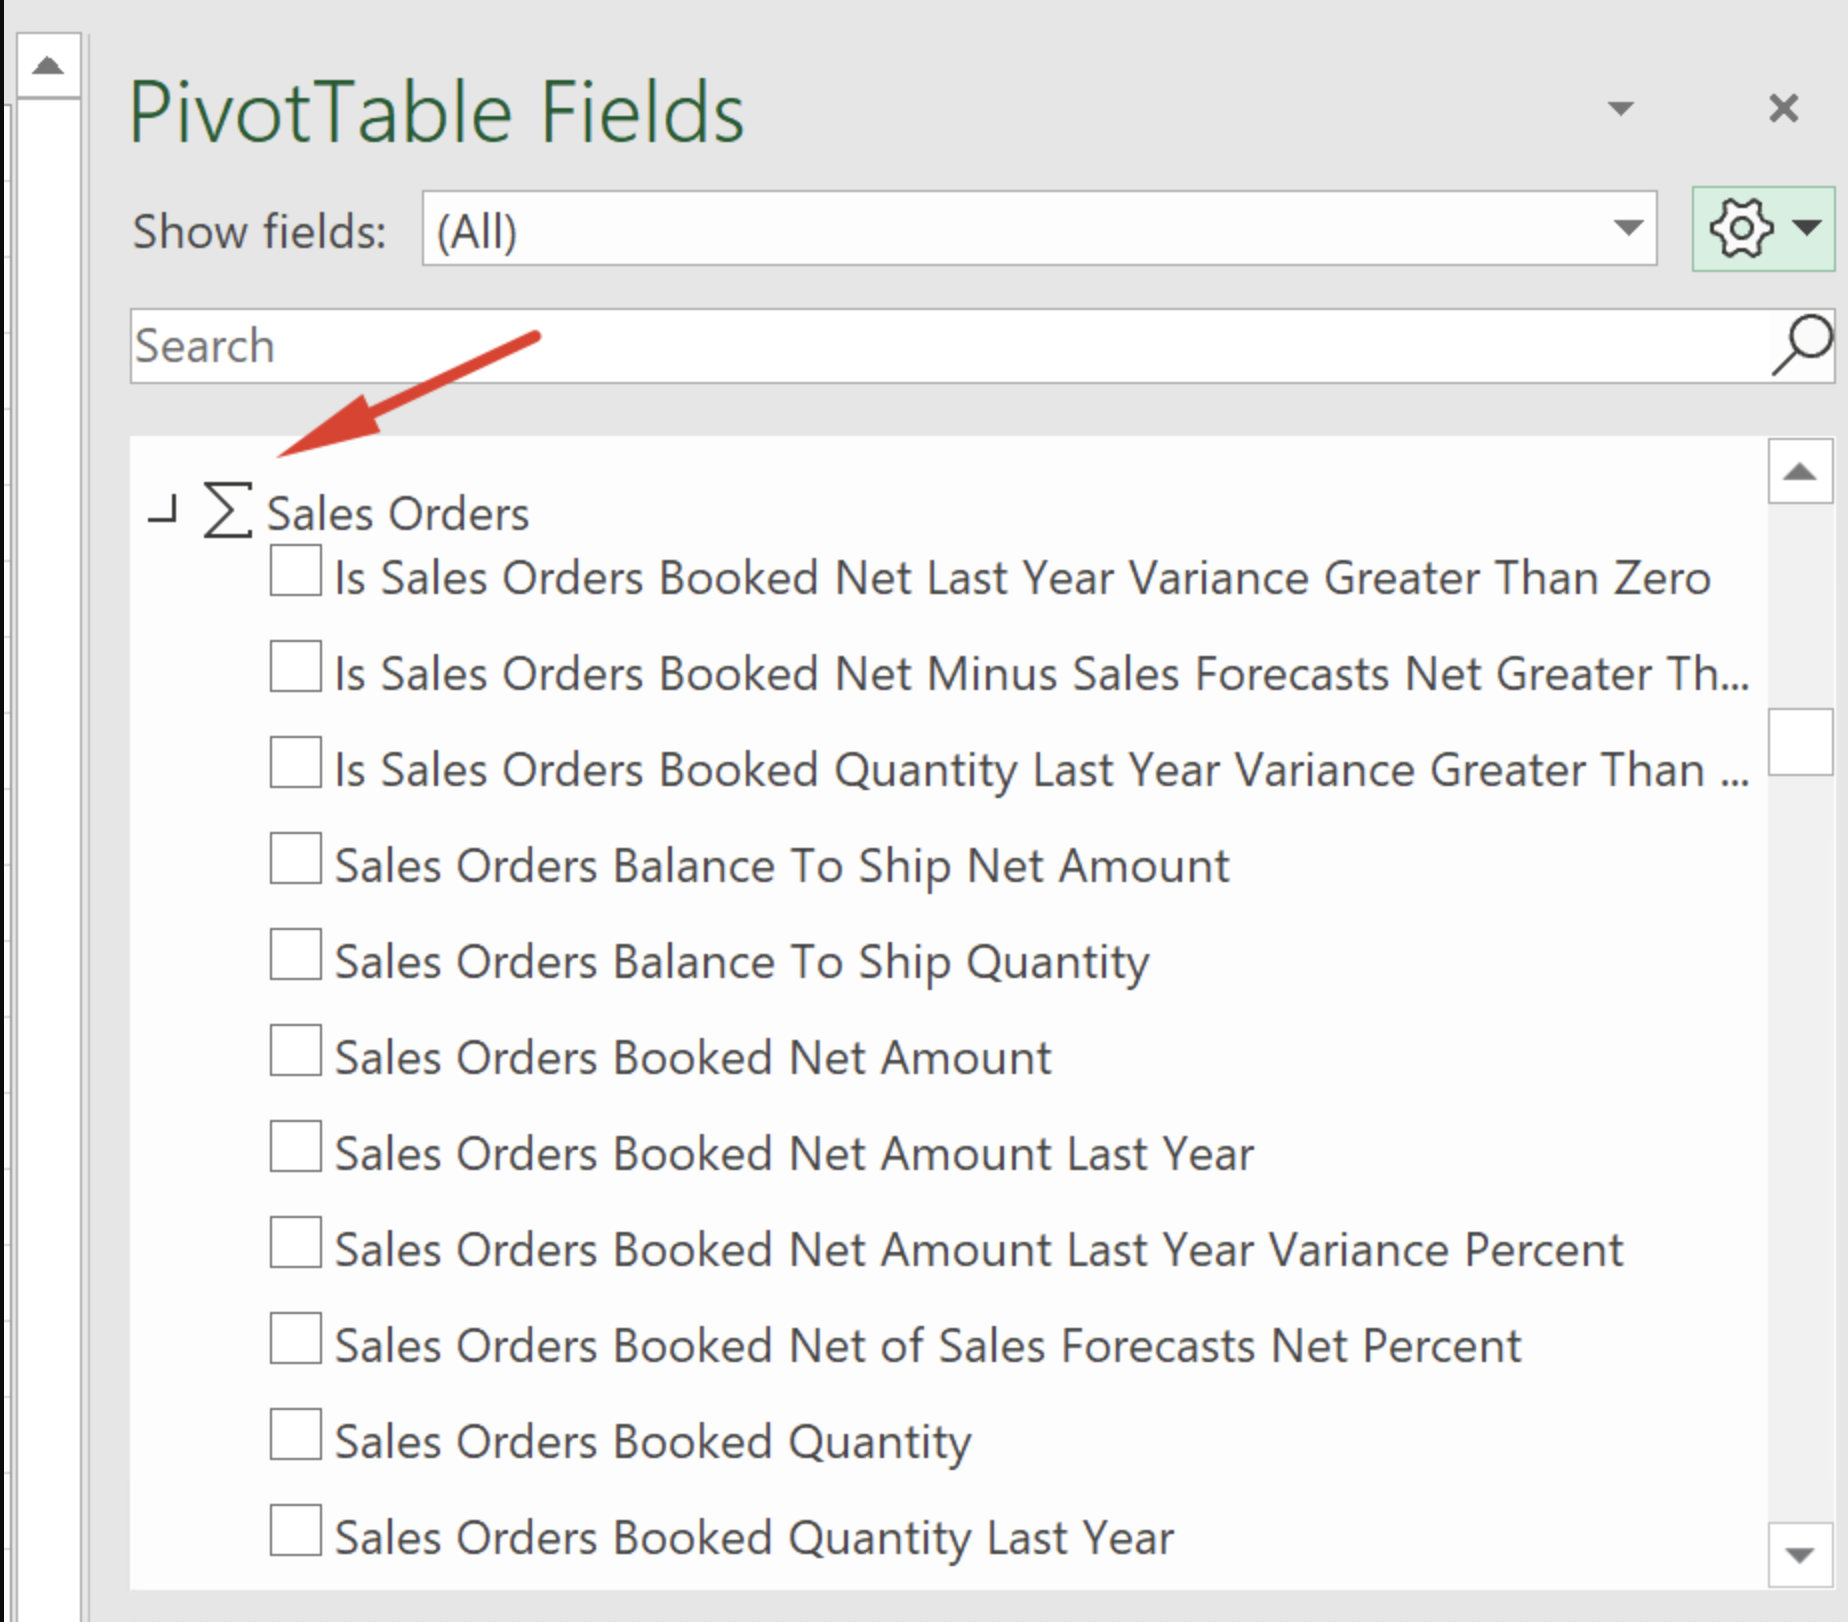 PivotTable Fields
Show fields: (All)
Search
Σ Sales Orders
Is Sales Orders Booked Net Last Year Variance Greater Than Zero
Is Sales Orders Booked Net Minus Sales Forecasts Net Greater Th...
Is Sales Orders Booked Quantity Last Year Variance Greater Than ...
Sales Orders Balance To Ship Net Amount
Sales Orders Balance To Ship Quantity
Sales Orders Booked Net Amount
Sales Orders Booked Net Amount Last Year
Sales Orders Booked Net Amount Last Year Variance Percent
Sales Orders Booked Net of Sales Forecasts Net Percent
Sales Orders Booked Quantity
Sales Orders Booked Quantity Last Year